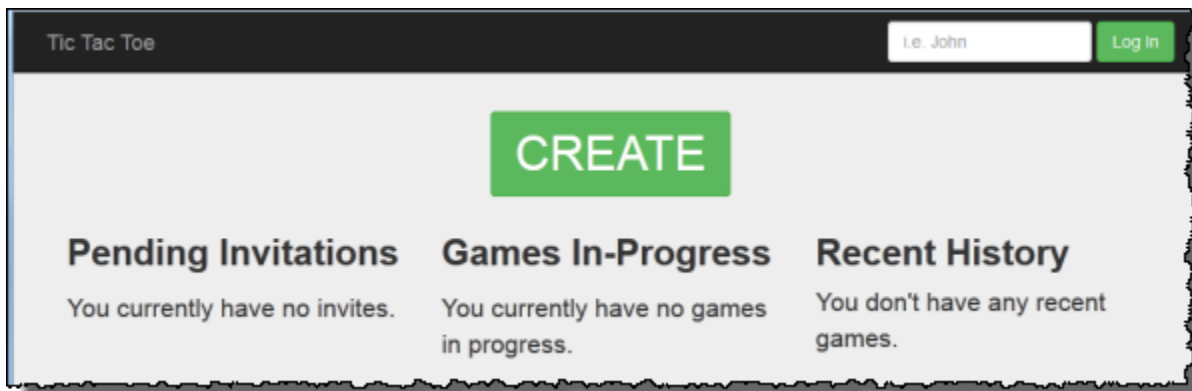 Tic Tac Toe
i.e. John
Log In
CREATE
Pending Invitations
You currently have no invites.
Games In-Progress
You currently have no games
in progress.
Recent History
You don't have any recent
games.